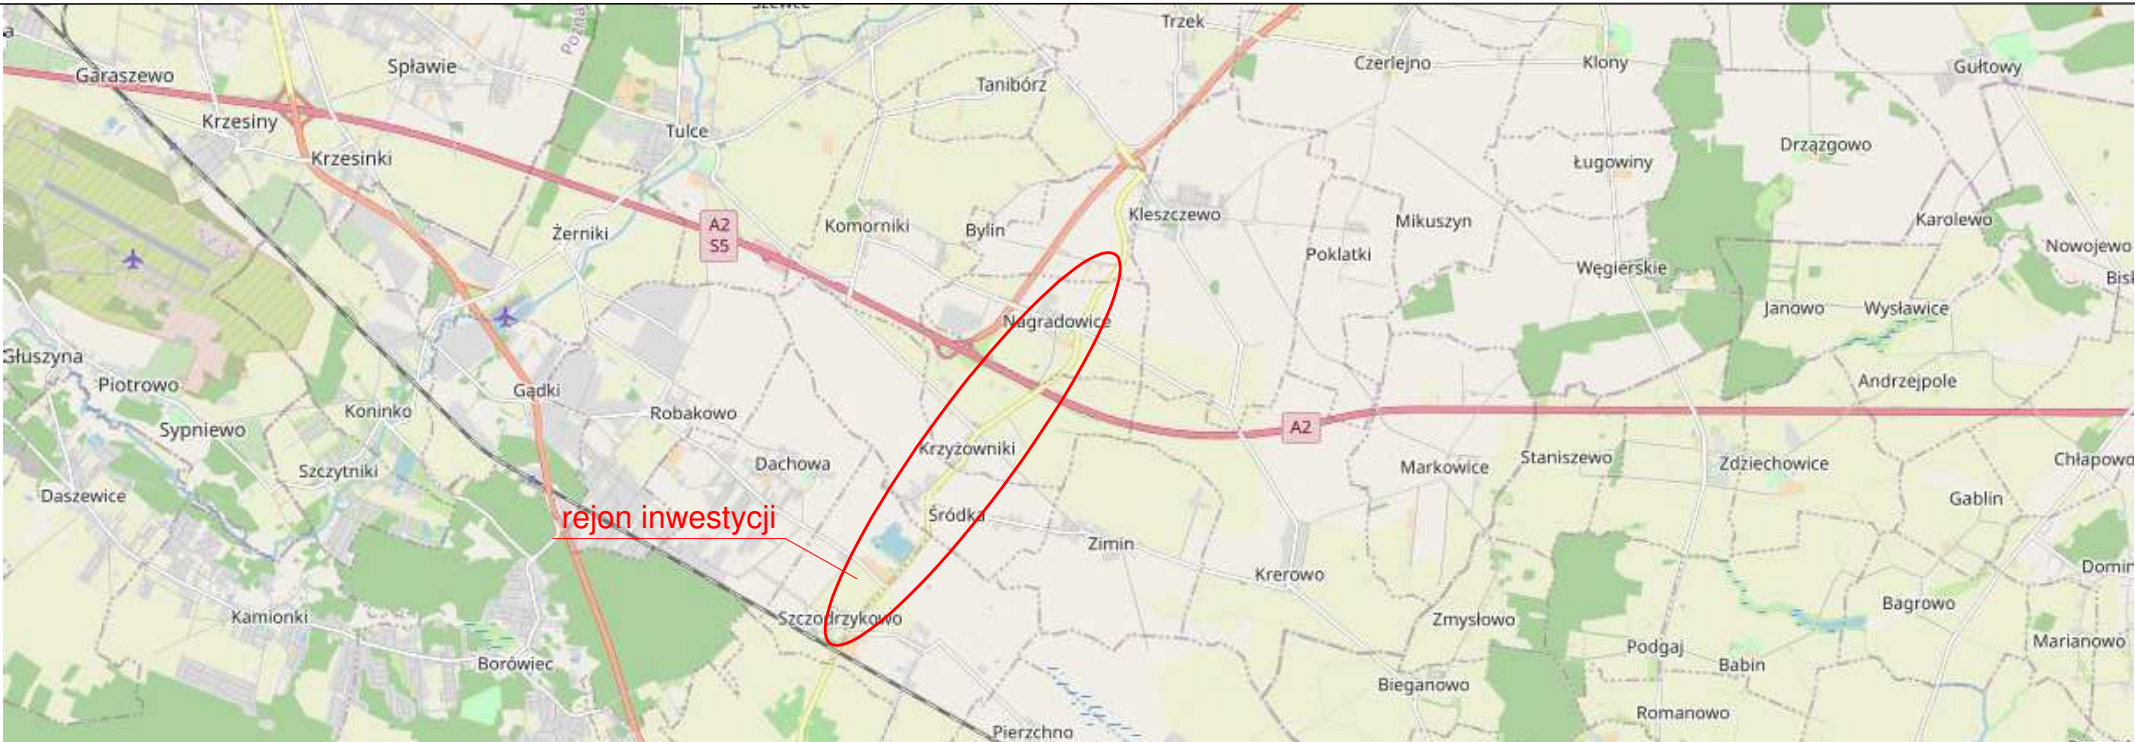 Trzek
Czerlejno
Klony
Gułtowy
Garaszewo
Spławie
Tanibórz
Krzesiny
Tulce
Krzesinki
Drzązgowo
Ługowiny
Kleszczewo
Mikuszyn
Karolewo
Żerniki
A2
S5
Komorniki
Bylin
Poklatki
Węgierskie
Nowojewo
Janowo
Wysławice
Nagradowice
Głuszyna
Piotrowo
Gądki
Andrzejpole
Koninko
Robakowo
Sypniewo
A2
Krzyżowniki
Szczytniki
Dachowa
Markowice
Staniszewo
Zdziechowice
Chłapowo
Daszewice
Gablin
rejon inwestycji
Śródka
Zimin
Krerowo
Domin
Kamionki
Szczodrzykowo
Zmysłowo
Bagrowo
Marianowo
Borówiec
Podgaj
Babin
Bieganowo
Romanowo
Pierzchno